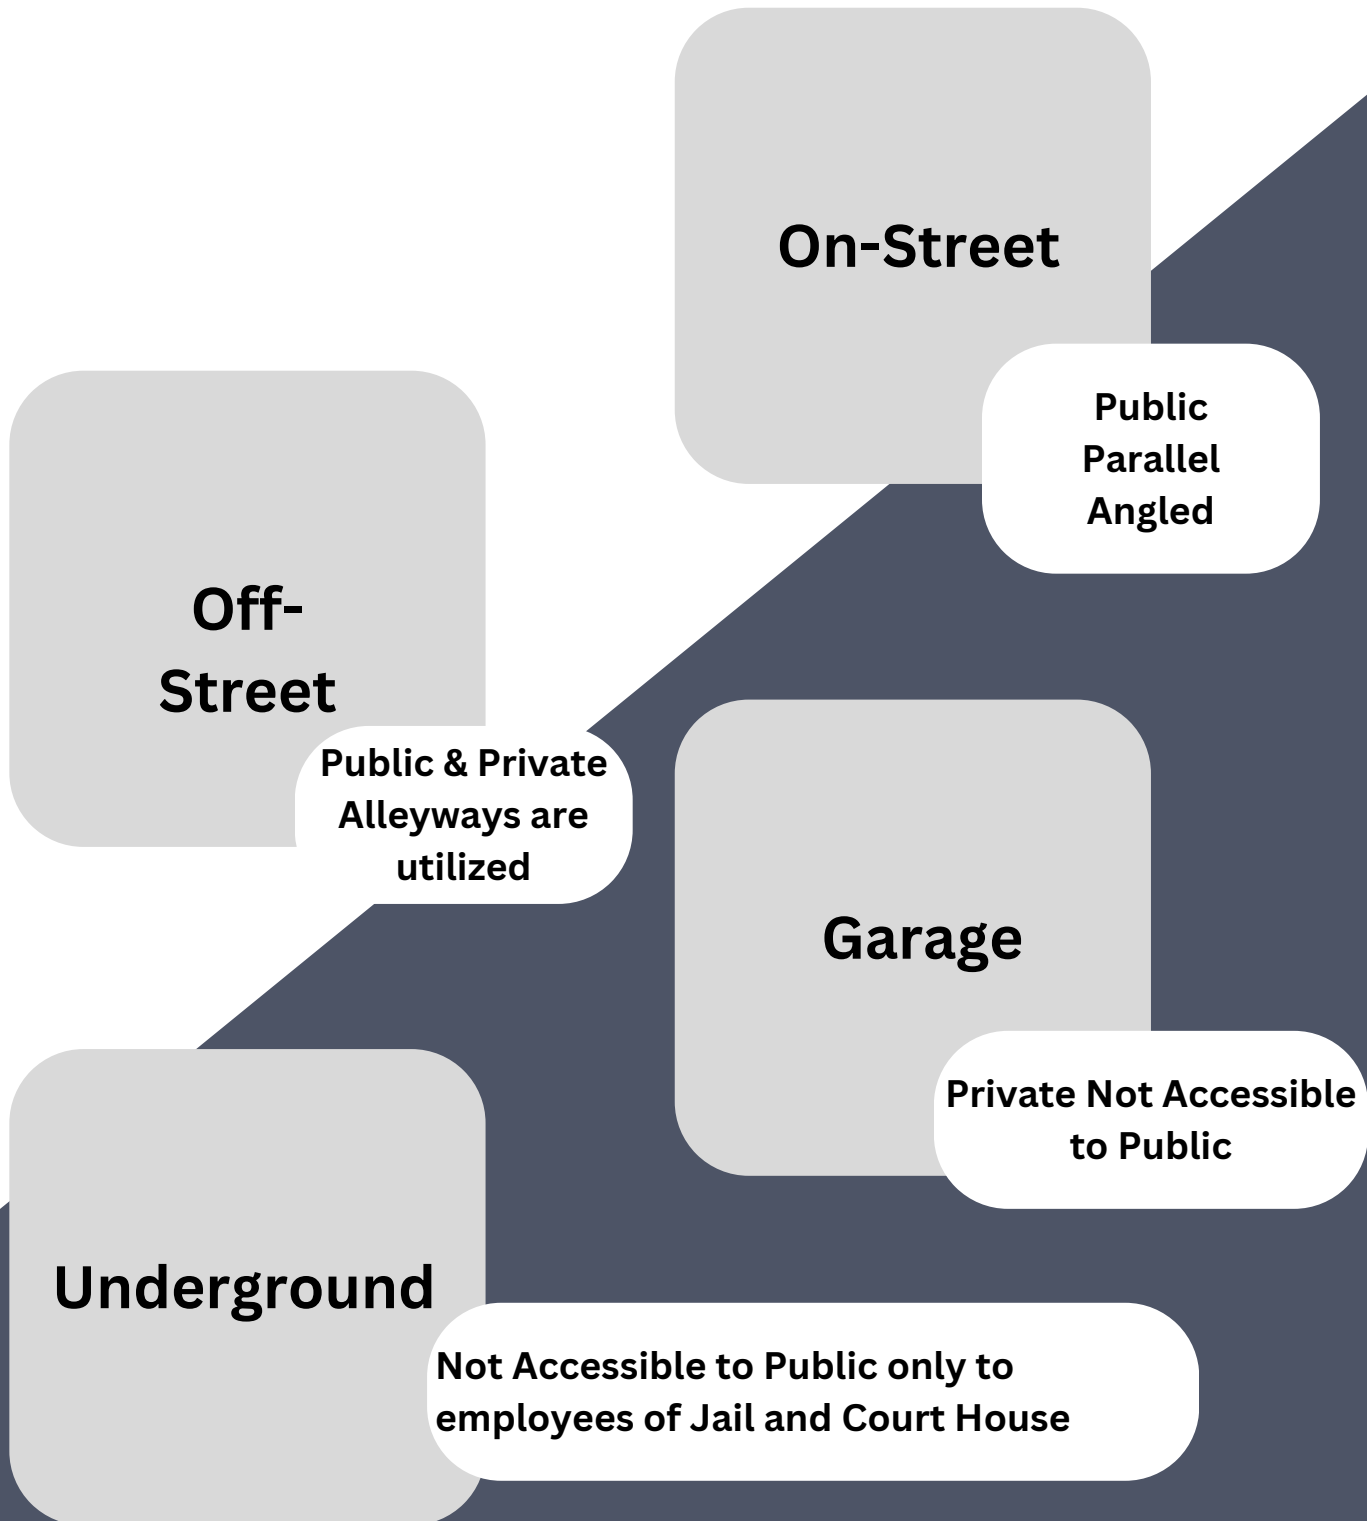 On-Street
Public
Parallel
Angled
Off-
Street
Public & Private
Alleyways are
utilized
Garage
Private Not Accessible
to Public
Underground
Not Accessible to Public only to
employees of Jail and Court House